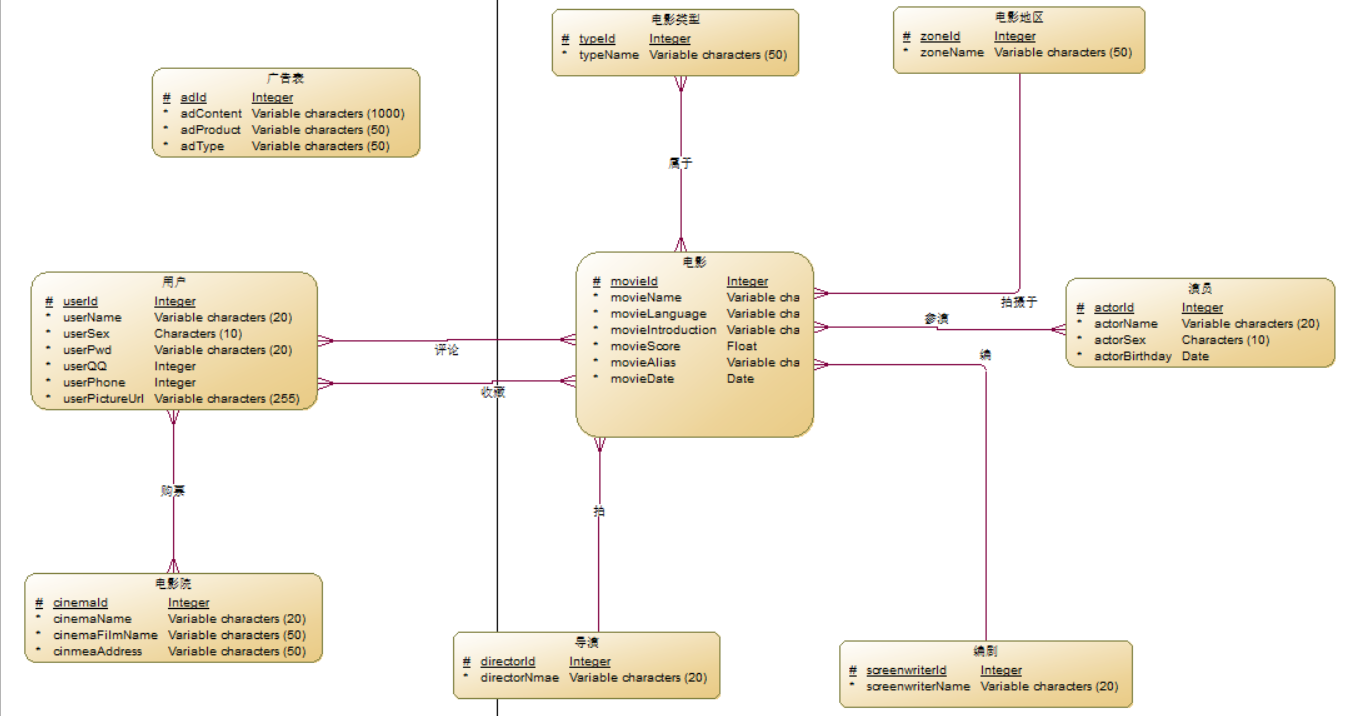 电影类型
# typeId Integer
* typeName Variable characters (50)
电影地区
# zoneId Integer
* zoneName Variable characters (50)
广告表
# adId Integer
* adContent Variable characters (1000)
* adProduct Variable characters (50)
* adType Variable characters (50)
属于
用户
# userId Integer
* userName Variable characters (20)
* userSex Characters (10)
* userPwd Variable characters (20)
* userQQ Integer
* userPhone Integer
* userPictureUrl Variable characters (255)
电影
# movieId Integer
* movieName Variable cha
* movieLanguage Variable cha
* movieIntroduction Variable cha
* movieScore Float
* movieAlias Variable cha
* movieDate Date
拍摄于
演员
# actorId Integer
* actorName Variable characters (20)
* actorSex Characters (10)
* actorBirthday Date
参演
评论
编
收藏
购票
拍
电影院
# cinemaId Integer
* cinemaName Variable characters (20)
* cinemaFilmName Variable characters (50)
* cinmeaAddress Variable characters (50)
导演
# directorId Integer
* directorNmae Variable characters (20)
编剧
# screenwriterId Integer
* screenwriterName Variable characters (20)